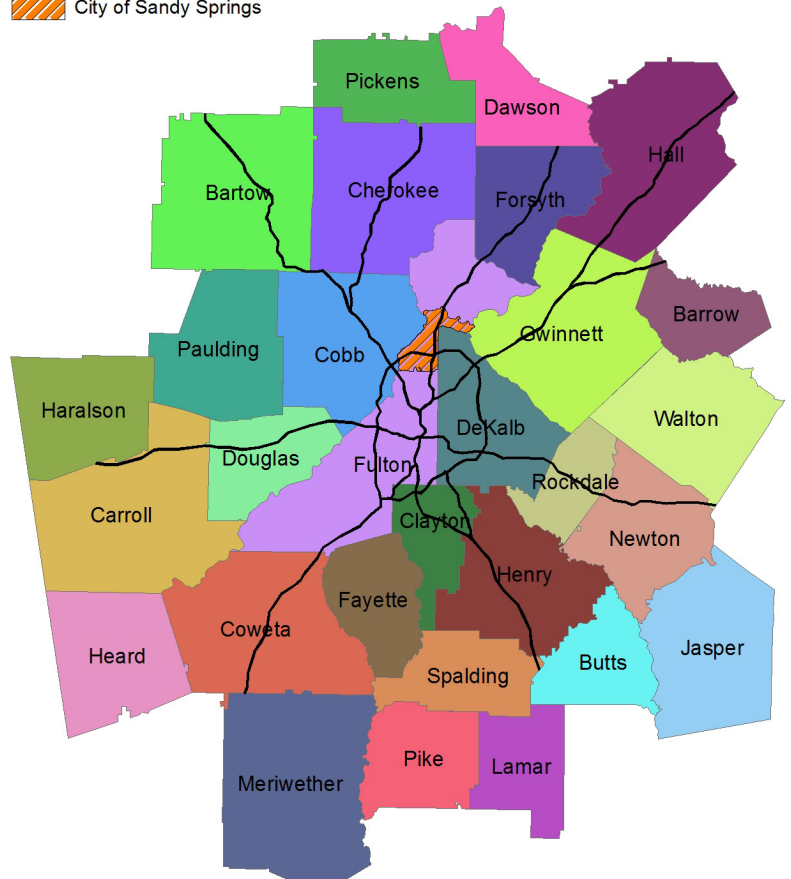 City of Sandy Springs
Pickens
Dawson
Hall
Bartow
Cherokee
Forsyth
Barrow
Gwinnett
Paulding
Cobb
Haralson
Walton
DeKalb
Douglas
Fulton
Rockdale
Carroll
Clayton
Newton
Henry
Fayette
Coweta
Heard
Jasper
Butts
Spalding
Pike
Lamar
Meriwether